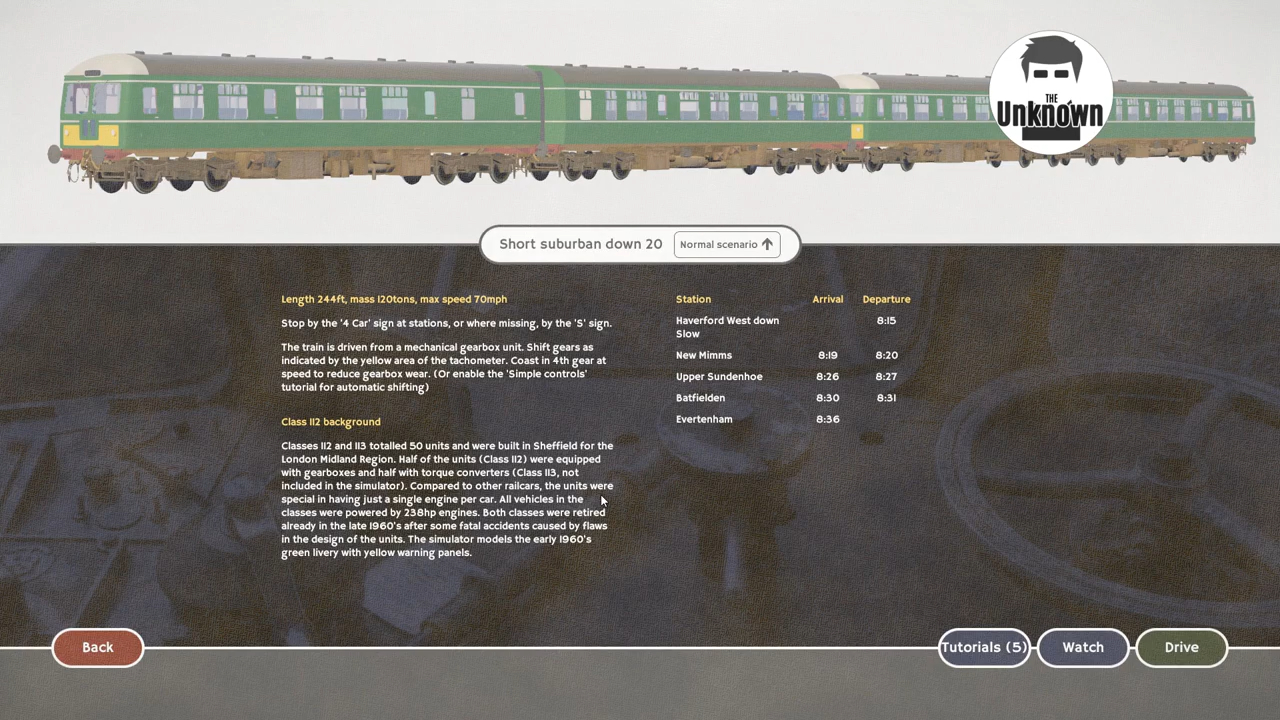 THE
Unknown
Short suburban down 20
Normal scenario
Length 244ft, mass 120tons, max speed 70mph
Stop by the '4 Car' sign at stations, or where missing, by the 'S' sign.
The train is driven from a mechanical gearbox unit. Shift gears as
indicated by the yellow area of the tachometer. Coast in 4th gear at
speed to reduce gearbox wear. (Or enable the 'Simple controls'
tutorial for automatic shifting)
Class 112 background
Classes 112 and 113 totalled 50 units and were built in Sheffield for the
London Midland Region. Half of the units (Class 112) were equipped
with gearboxes and half with torque converters (Class 113, not
included in the simulator). Compared to other railcars, the units were
special in having just a single engine per car. All vehicles in the
classes were powered by 238hp engines. Both classes were retired
already in the late 1960's after some fatal accidents caused by flaws
in the design of the units. The simulator models the early 1960's
green livery with yellow warning panels.
Station Arrival Departure
Haverford West down 8:15
Slow
New Mimms 8:19 8:20
Upper Sundenhoe 8:26 8:27
Batfielden 8:30 8:31
Evertenham 8:36
Back
Tutorials (5)
Watch
Drive